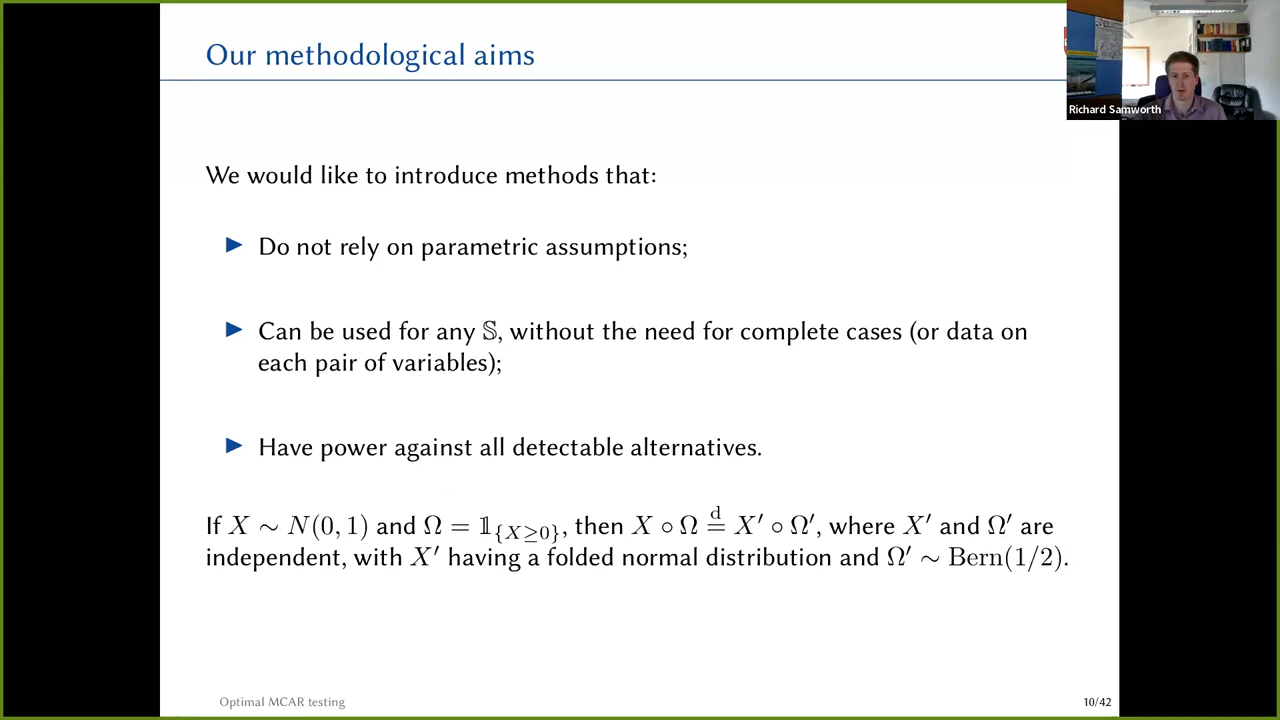 Our methodological aims
Richard Samworth
We would like to introduce methods that:
▶ Do not rely on parametric assumptions;
▶ Can be used for any 𝕊, without the need for complete cases (or data on
each pair of variables);
▶ Have power against all detectable alternatives.
If X ∼ N(0, 1) and Ω = 𝟙_{X≥0}, then X ∘ Ω =^d X′ ∘ Ω′, where X′ and Ω′ are
independent, with X′ having a folded normal distribution and Ω′ ∼ Bern(1/2).
Optimal MCAR testing
10/42